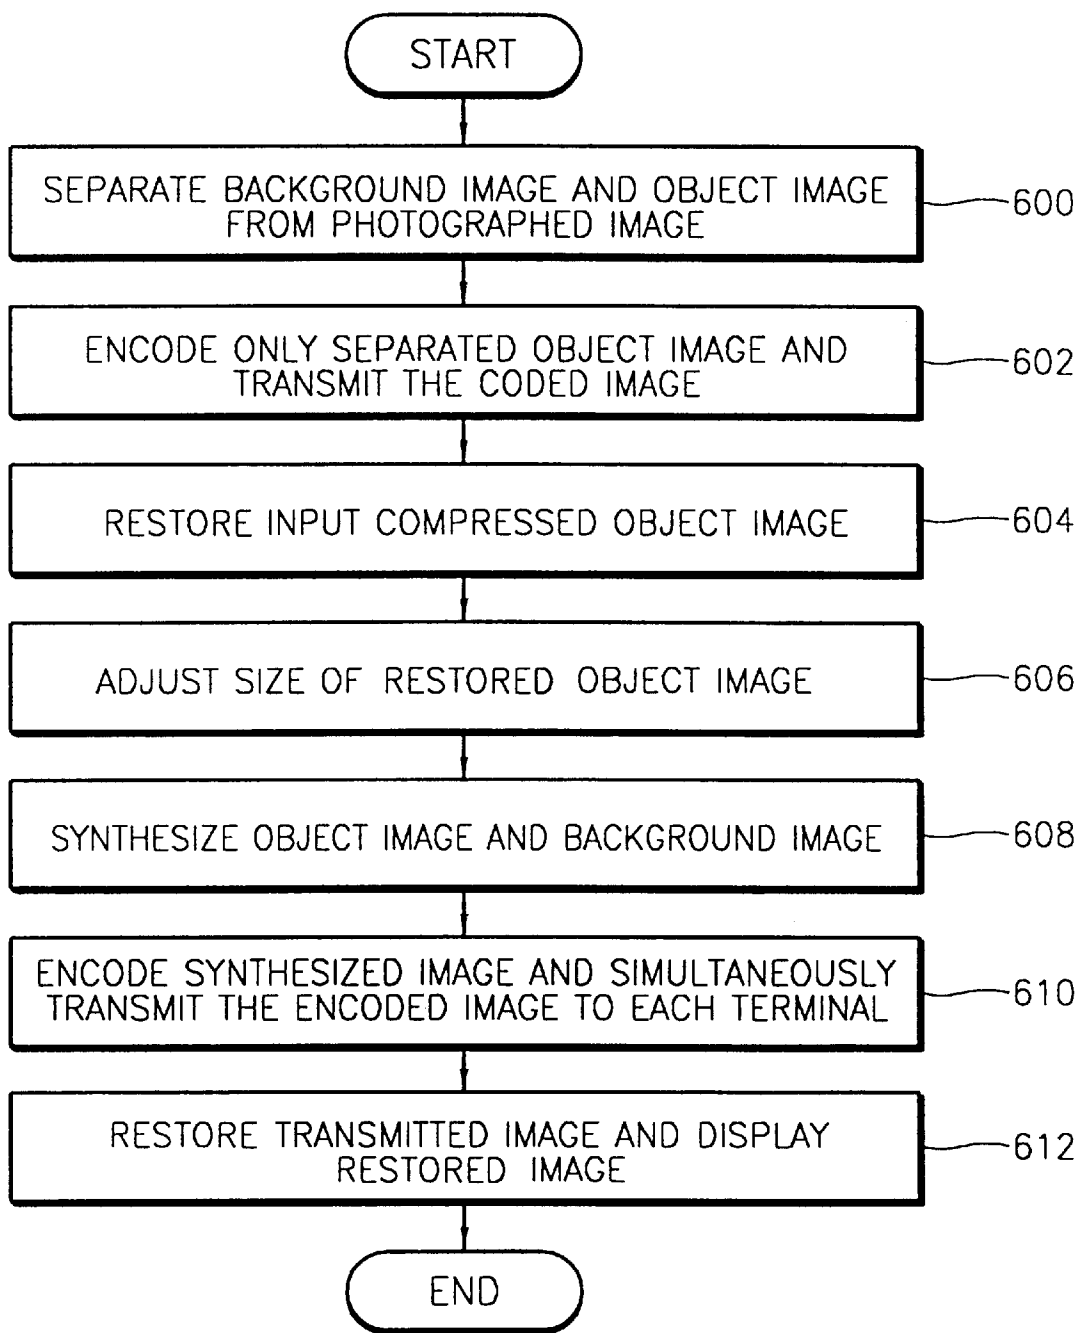 START
SEPARATE BACKGROUND IMAGE AND OBJECT IMAGE
FROM PHOTOGRAPHED IMAGE
600
ENCODE ONLY SEPARATED OBJECT IMAGE AND
TRANSMIT THE CODED IMAGE
602
RESTORE INPUT COMPRESSED OBJECT IMAGE
604
ADJUST SIZE OF RESTORED OBJECT IMAGE
606
SYNTHESIZE OBJECT IMAGE AND BACKGROUND IMAGE
608
ENCODE SYNTHESIZED IMAGE AND SIMULTANEOUSLY
TRANSMIT THE ENCODED IMAGE TO EACH TERMINAL
610
RESTORE TRANSMITTED IMAGE AND DISPLAY
RESTORED IMAGE
612
END